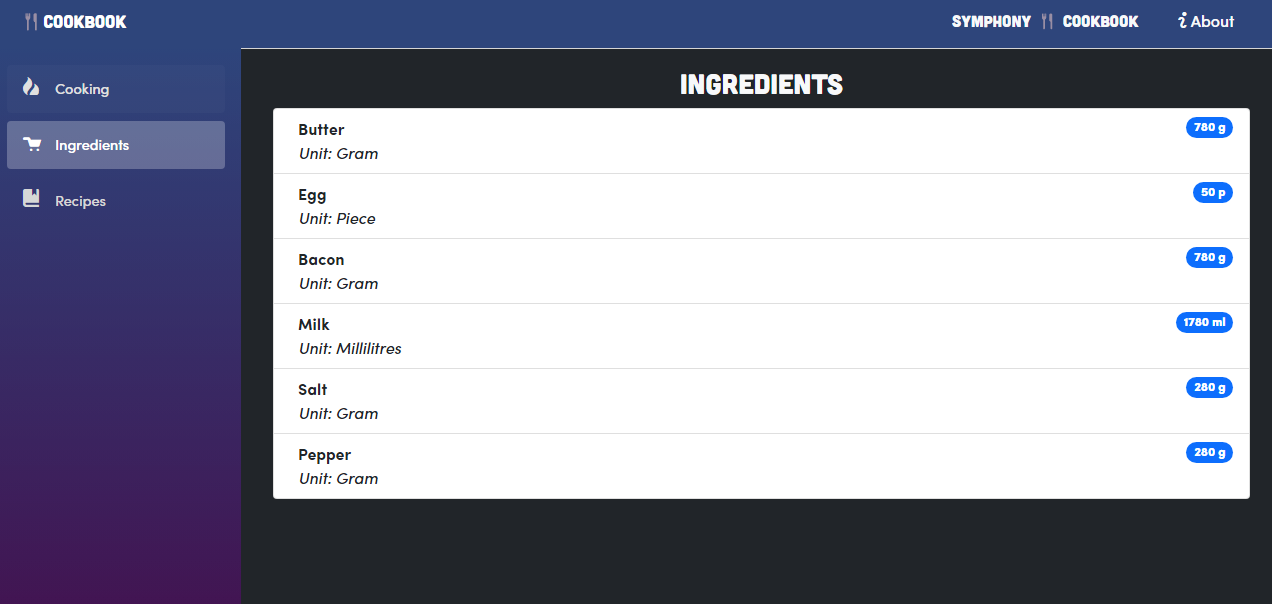 COOKBOOK
SYMPHONY COOKBOOK
About
Cooking
Ingredients
Recipes
INGREDIENTS
Butter
780 g
Unit: Gram
Egg
50 p
Unit: Piece
Bacon
780 g
Unit: Gram
Milk
1780 ml
Unit: Millilitres
Salt
280 g
Unit: Gram
Pepper
280 g
Unit: Gram